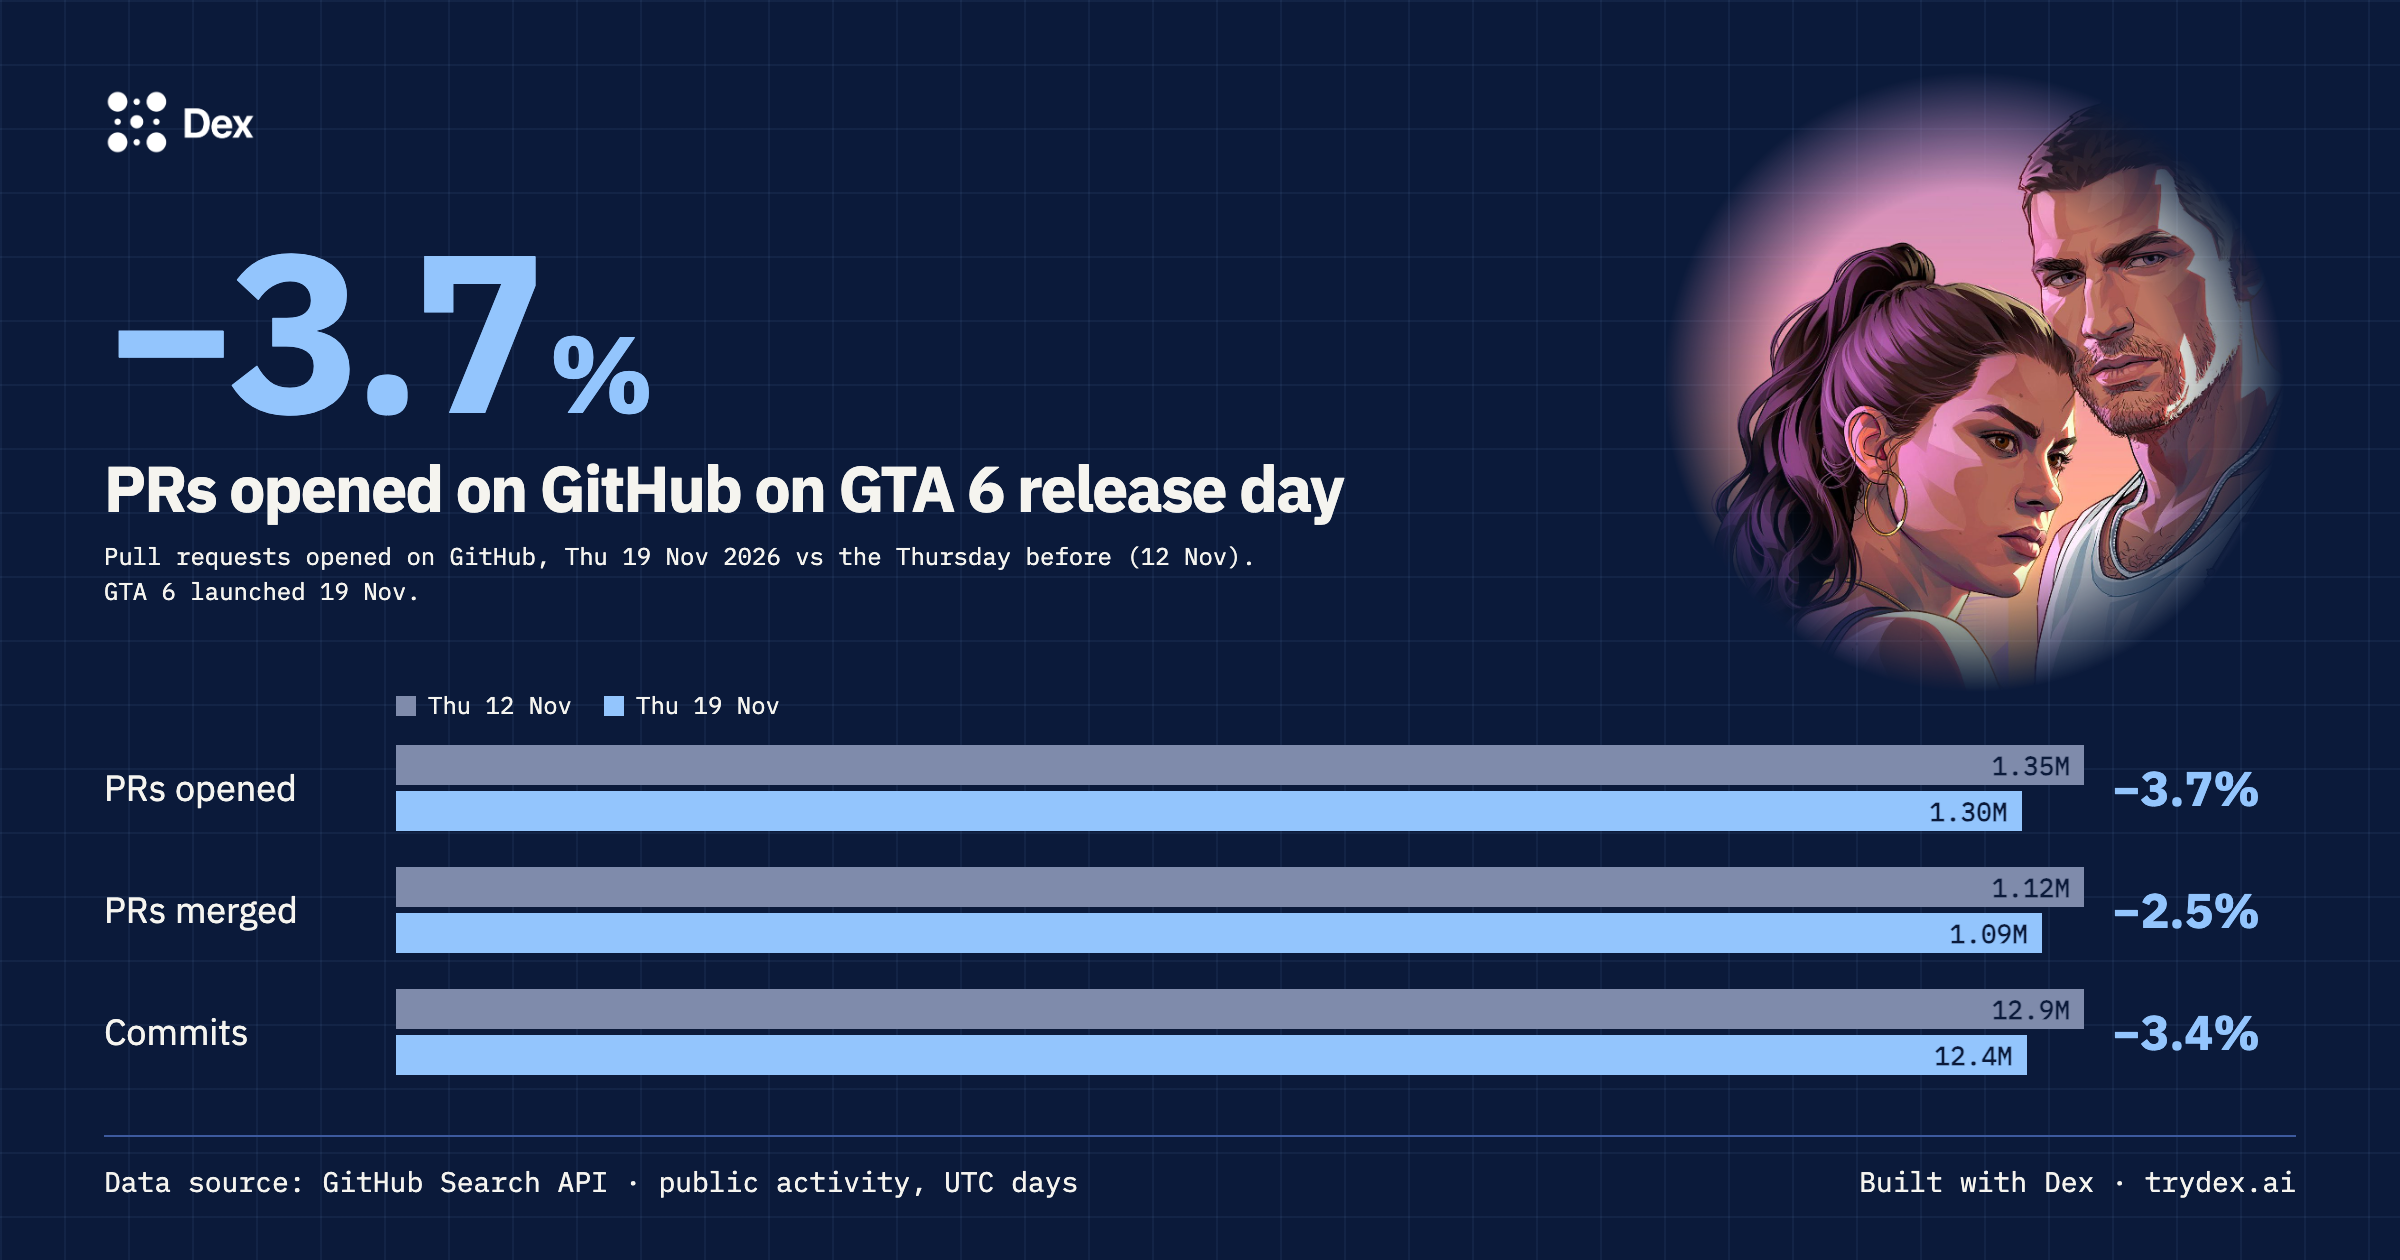 Dex
−3.7%
PRs opened on GitHub on GTA 6 release day
Pull requests opened on GitHub, Thu 19 Nov 2026 vs the Thursday before (12 Nov).
GTA 6 launched 19 Nov.
Thu 12 Nov Thu 19 Nov
1.35M
PRs opened −3.7%
1.30M
1.12M
PRs merged −2.5%
1.09M
12.9M
Commits −3.4%
12.4M
Data source: GitHub Search API · public activity, UTC days
Built with Dex · trydex.ai